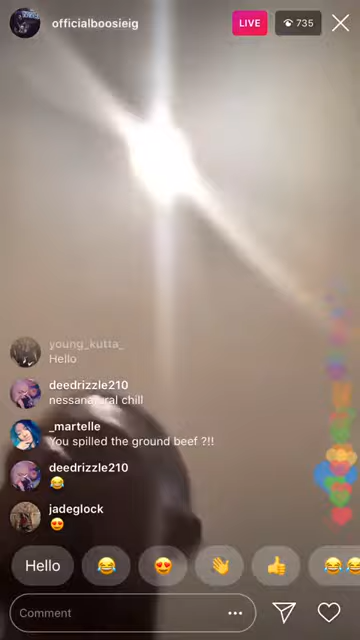 officialboosieig
LIVE
735
young_kutta_
Hello
deedrizzle210
nessanatural chill
_martelle
You spilled the ground beef ?!!
deedrizzle210
😂
jadeglock
😍
Hello 😂 😍 👋 👍 😂😂
Comment